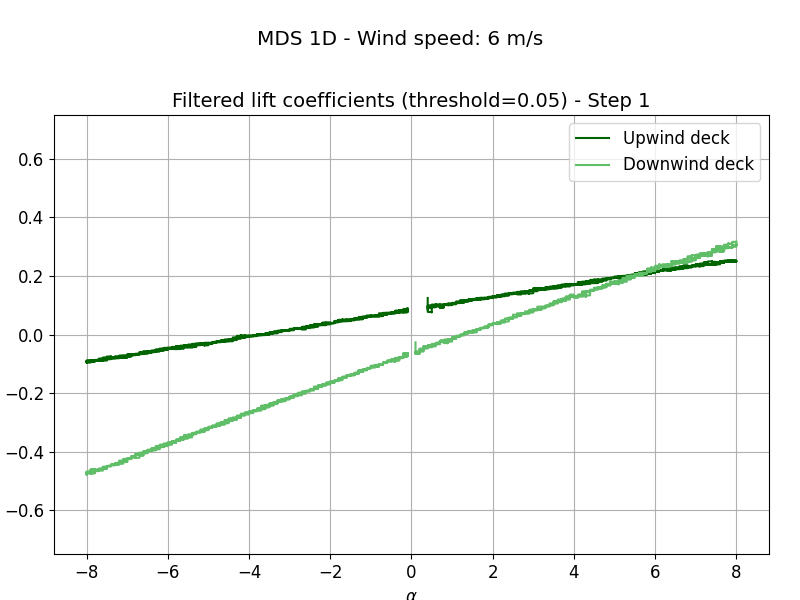 MDS 1D - Wind speed: 6 m/s
Filtered lift coefficients (threshold=0.05) - Step 1
Upwind deck
Downwind deck
0.6
0.4
0.2
0.0
−0.2
−0.4
−0.6
−8 −6 −4 −2 0 2 4 6 8
α